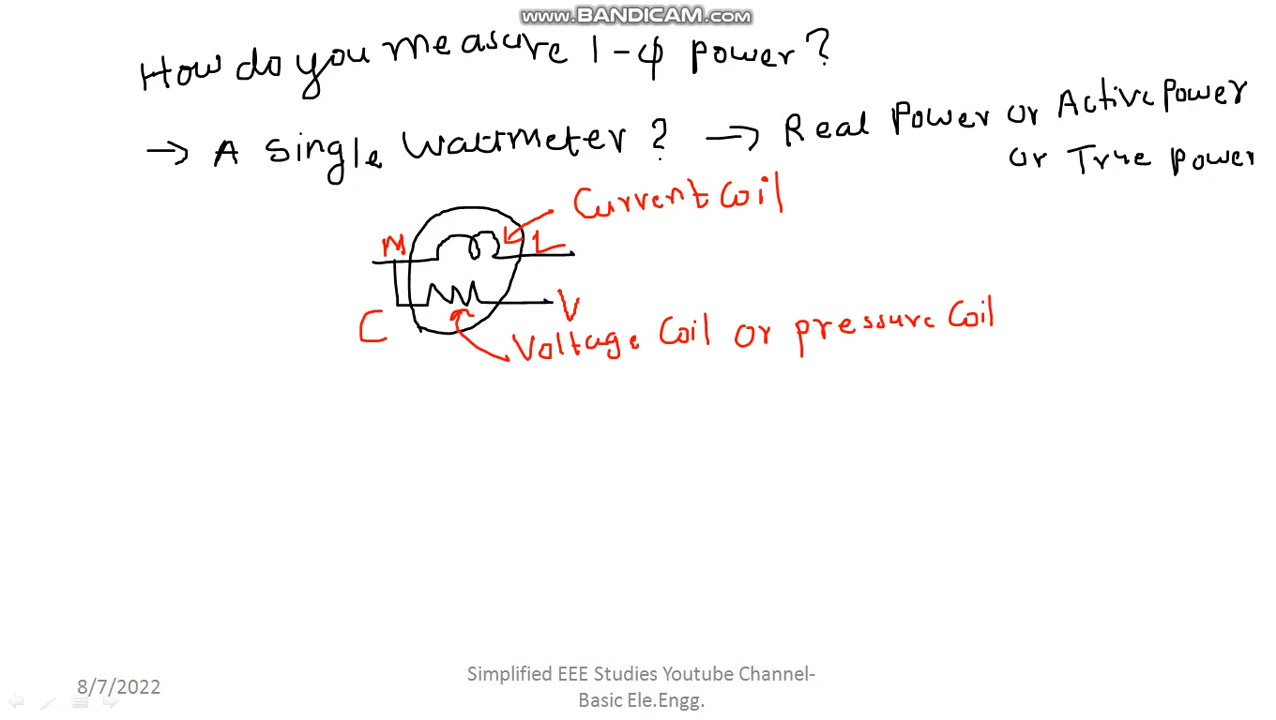 www.BANDICAM.com
How do you measure 1-φ power?
→ A single wattmeter? → Real Power or Active Power
or True power
Current Coil
M L
C V
Voltage Coil or pressure Coil
8/7/2022
Simplified EEE Studies Youtube Channel-
Basic Ele.Engg.